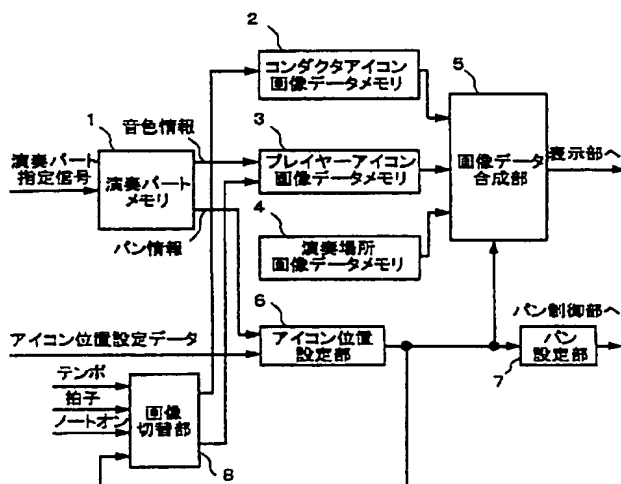 2
コンダクタアイコン
画像データメモリ
5
1
音色情報
3
演奏パート
指定信号
演奏パート
メモリ
プレイヤーアイコン
画像データメモリ
画像データ
合成部
表示部へ
4
パン情報
演奏場所
画像データメモリ
6
パン制御部へ
アイコン位置設定データ
アイコン位置
設定部
パン
設定部
7
テンポ
拍子
ノートオン
画像
切替部
8